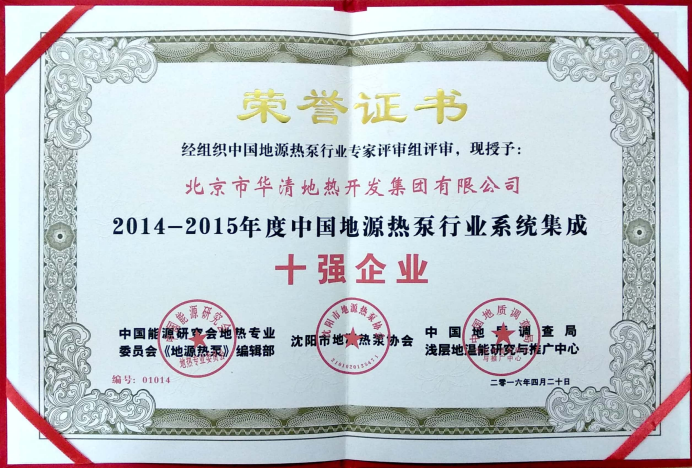 荣誉证书
经组织中国地源热泵行业专家评审组评审，现授予：
北京市华清地热开发集团有限公司
2014-2015年度中国地源热泵行业系统集成
十强企业
中国能源研究会地热专业
委员会《地源热泵》编辑部
沈阳市地源热泵协会
中国地质调查局
浅层地温能研究与推广中心
编号：01014
二零一六年四月二十日